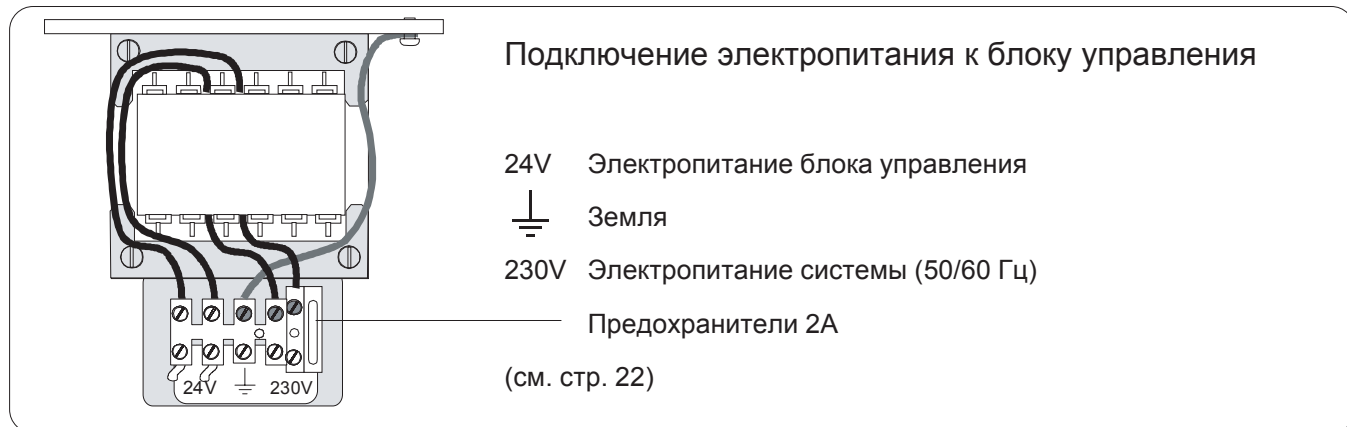 Подключение электропитания к блоку управления
24V Электропитание блока управления
Земля
230V Электропитание системы (50/60 Гц)
Предохранители 2А
(см. стр. 22)
24V 230V